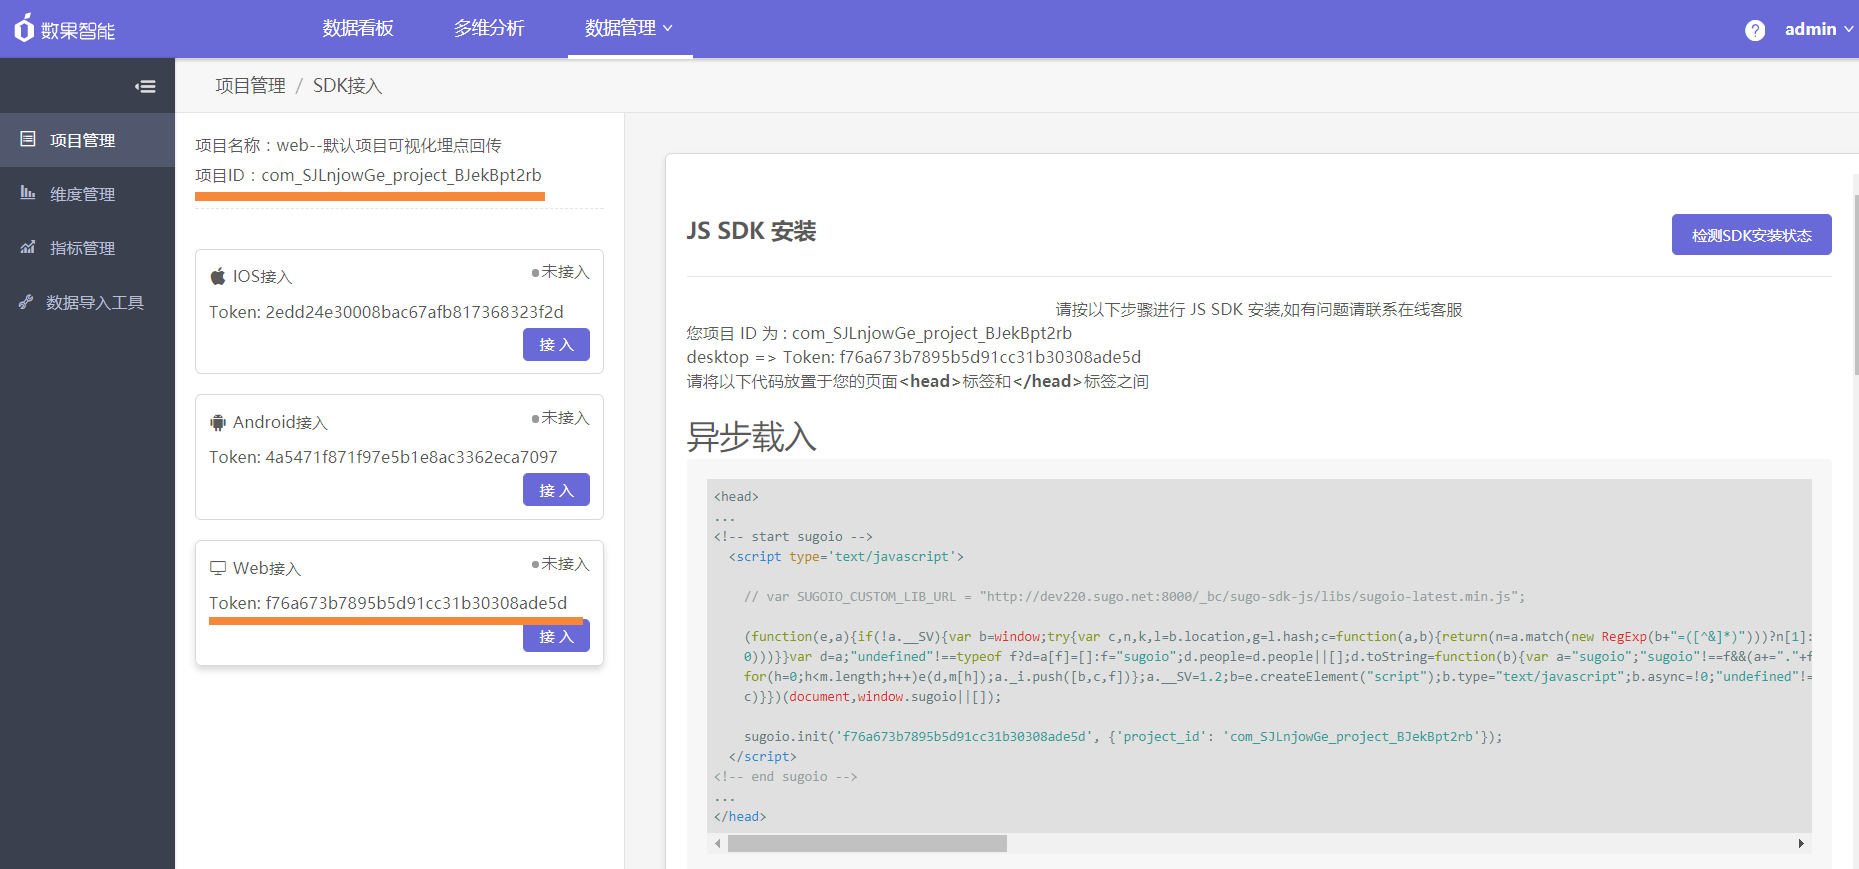 数果智能
数据看板
多维分析
数据管理
?
admin
项目管理
维度管理
指标管理
数据导入工具
项目管理 / SDK接入
项目名称：web--默认项目可视化埋点回传
项目ID：com_SJLnjowGe_project_BJekBpt2rb
IOS接入
未接入
Token: 2edd24e30008bac67afb817368323f2d
接 入
Android接入
未接入
Token: 4a5471f871f97e5b1e8ac3362eca7097
接 入
Web接入
未接入
Token: f76a673b7895b5d91cc31b30308ade5d
接 入
JS SDK 安装
检测SDK安装状态
请按以下步骤进行 JS SDK 安装,如有问题请联系在线客服
您项目 ID 为 : com_SJLnjowGe_project_BJekBpt2rb
desktop => Token: f76a673b7895b5d91cc31b30308ade5d
请将以下代码放置于您的页面<head>标签和</head>标签之间
异步载入
<head>
...
<!-- start sugoio -->
<script type='text/javascript'>
// var SUGOIO_CUSTOM_LIB_URL = "http://dev220.sugo.net:8000/_bc/sugo-sdk-js/libs/sugoio-latest.min.js";
(function(e,a){if(!a.__SV){var b=window;try{var c,n,k,l=b.location,g=l.hash;c=function(a,b){return(n=a.match(new RegExp(b+"=([^&]*)")))?n[1]:
0)))}}var d=a;"undefined"!==typeof f?d=a[f]=[]:f="sugoio";d.people=d.people||[];d.toString=function(b){var a="sugoio";"sugoio"!==f&&(a+="."+f
for(h=0;h<m.length;h++)e(d,m[h]);a._i.push([b,c,f])};a.__SV=1.2;b=e.createElement("script");b.type="text/javascript";b.async=!0;"undefined"!=
c)}})(document,window.sugoio||[]);
sugoio.init('f76a673b7895b5d91cc31b30308ade5d', {'project_id': 'com_SJLnjowGe_project_BJekBpt2rb'});
</script>
<!-- end sugoio -->
...
</head>